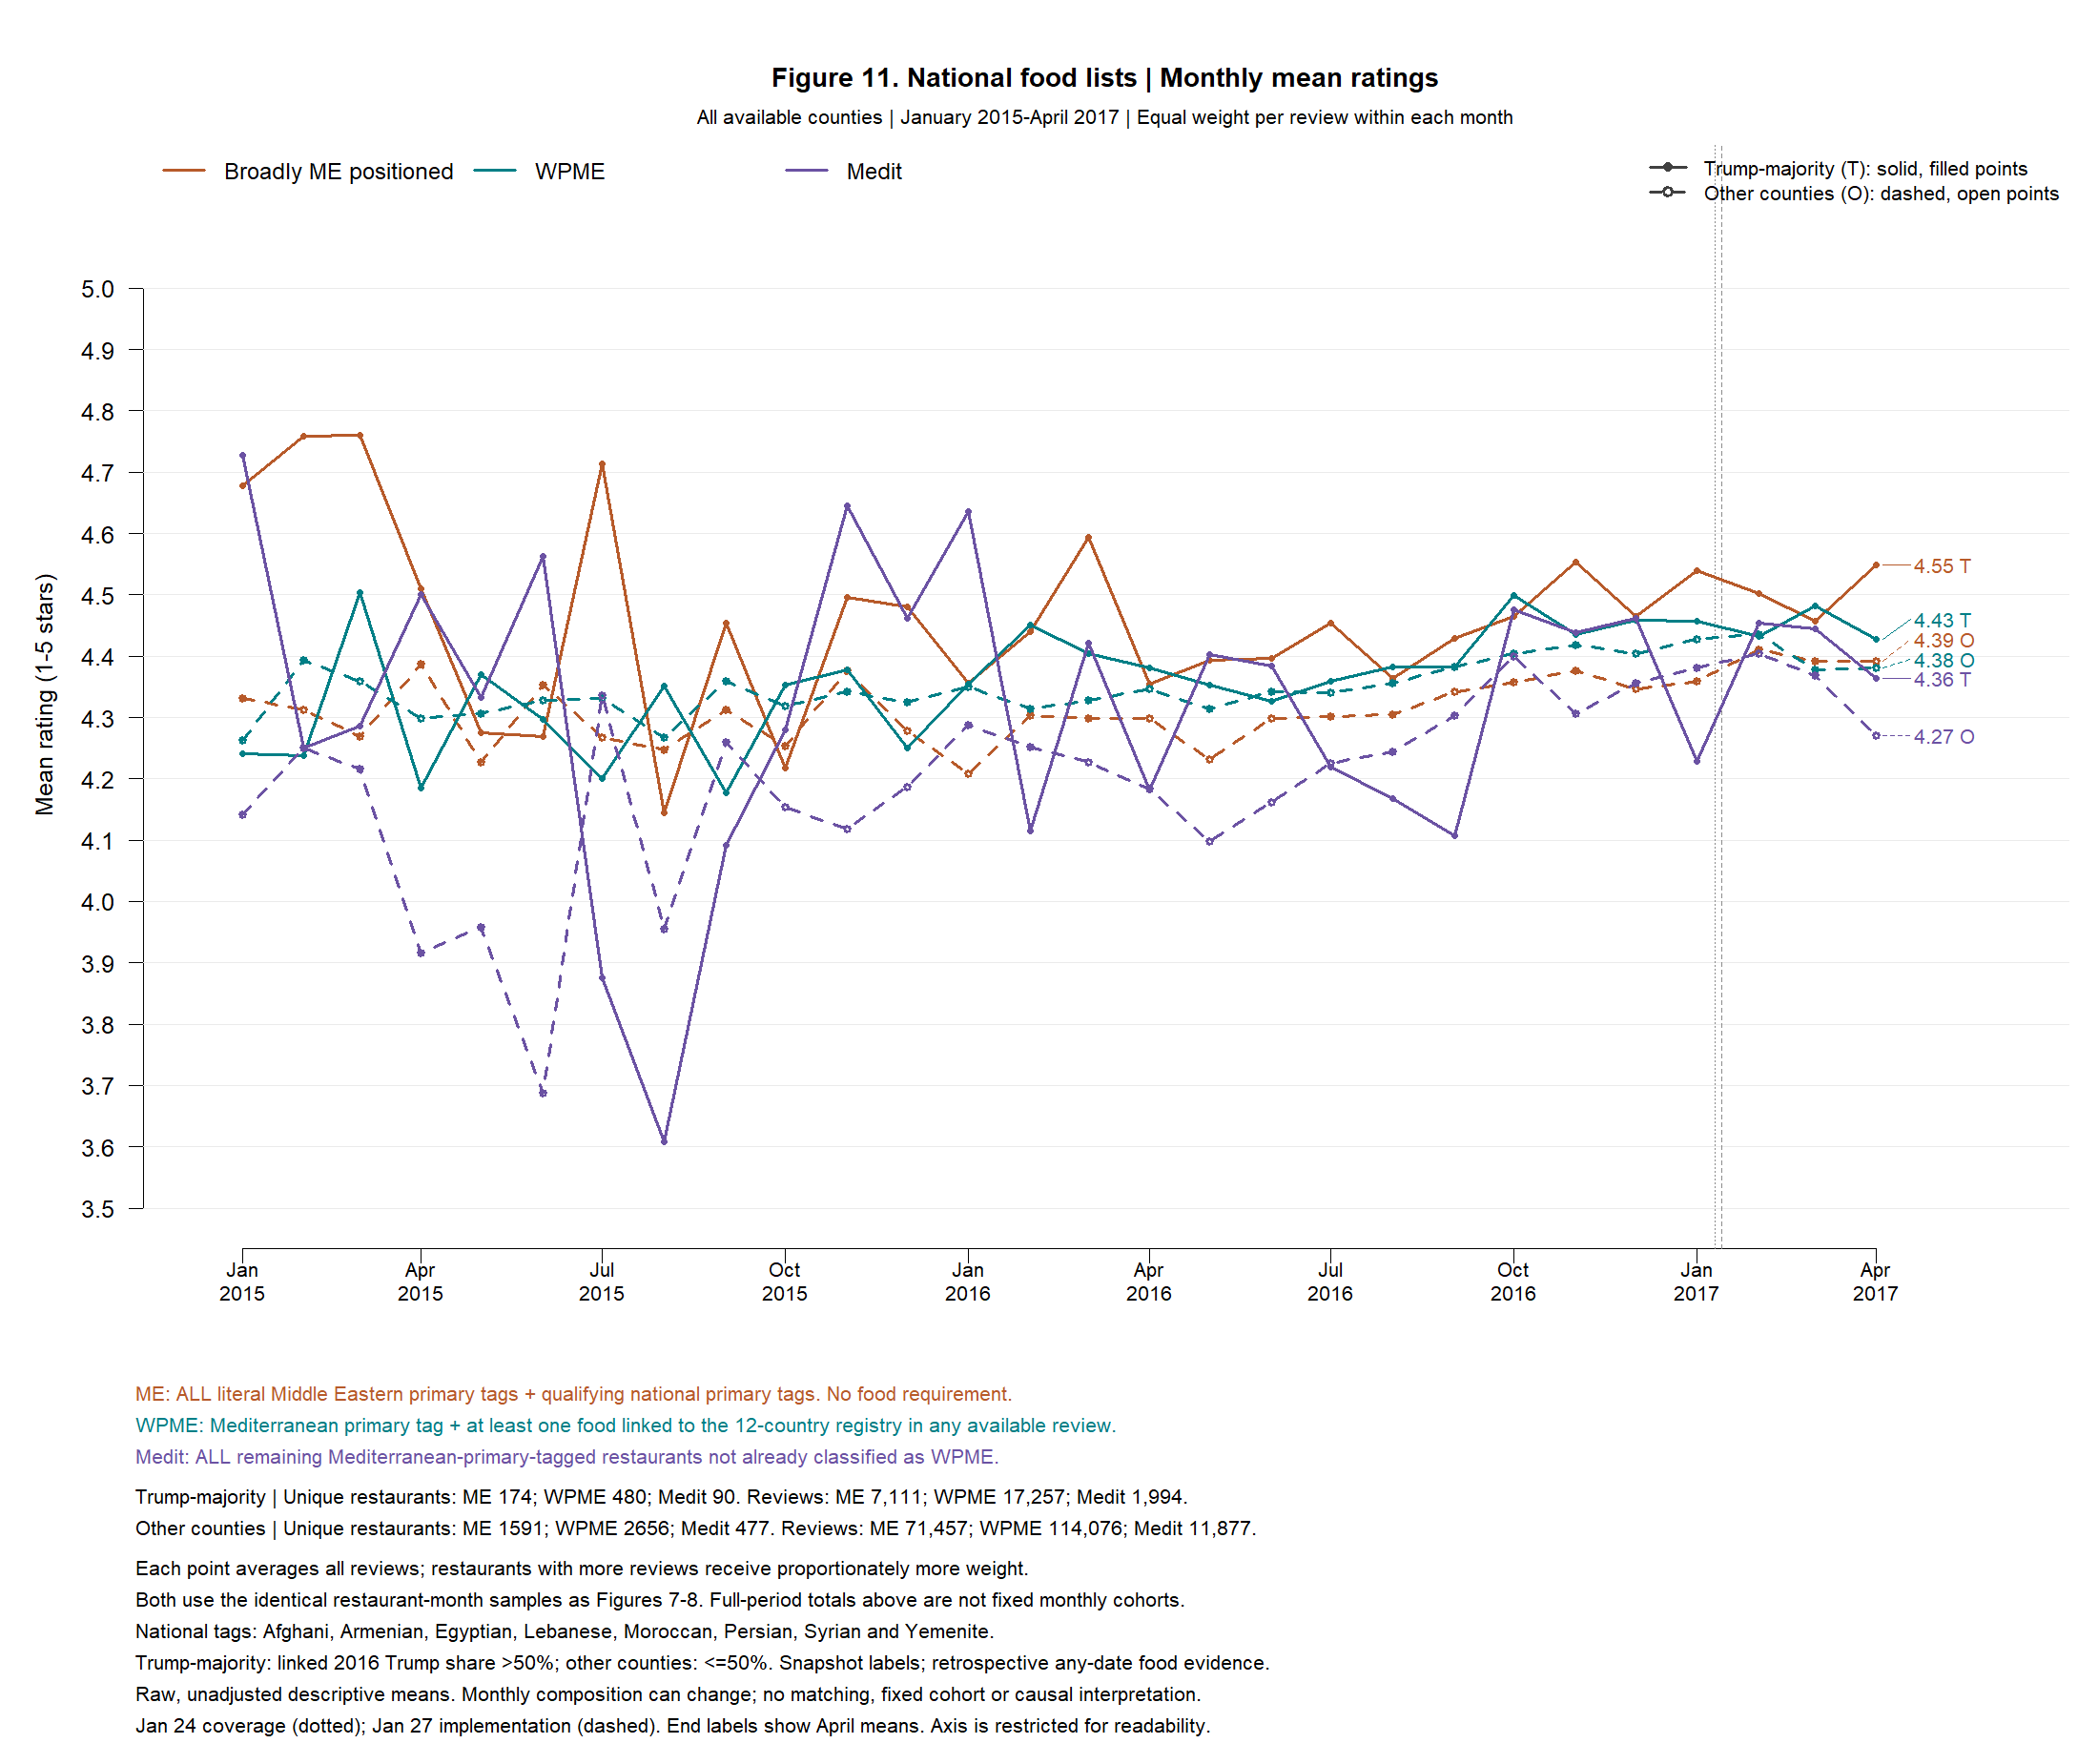 Figure 11. National food lists | Monthly mean ratings
All available counties | January 2015-April 2017 | Equal weight per review within each month
Broadly ME positioned
WPME
Medit
Trump-majority (T): solid, filled points
Other counties (O): dashed, open points
Mean rating (1-5 stars)
5.0
4.9
4.8
4.7
4.6
4.5
4.4
4.3
4.2
4.1
4.0
3.9
3.8
3.7
3.6
3.5
4.55 T
4.43 T
4.39 O
4.38 O
4.36 T
4.27 O
Jan 2015
Apr 2015
Jul 2015
Oct 2015
Jan 2016
Apr 2016
Jul 2016
Oct 2016
Jan 2017
Apr 2017
ME: ALL literal Middle Eastern primary tags + qualifying national primary tags. No food requirement.
WPME: Mediterranean primary tag + at least one food linked to the 12-country registry in any available review.
Medit: ALL remaining Mediterranean-primary-tagged restaurants not already classified as WPME.
Trump-majority | Unique restaurants: ME 174; WPME 480; Medit 90. Reviews: ME 7,111; WPME 17,257; Medit 1,994.
Other counties | Unique restaurants: ME 1591; WPME 2656; Medit 477. Reviews: ME 71,457; WPME 114,076; Medit 11,877.
Each point averages all reviews; restaurants with more reviews receive proportionately more weight.
Both use the identical restaurant-month samples as Figures 7-8. Full-period totals above are not fixed monthly cohorts.
National tags: Afghani, Armenian, Egyptian, Lebanese, Moroccan, Persian, Syrian and Yemenite.
Trump-majority: linked 2016 Trump share >50%; other counties: <=50%. Snapshot labels; retrospective any-date food evidence.
Raw, unadjusted descriptive means. Monthly composition can change; no matching, fixed cohort or causal interpretation.
Jan 24 coverage (dotted); Jan 27 implementation (dashed). End labels show April means. Axis is restricted for readability.